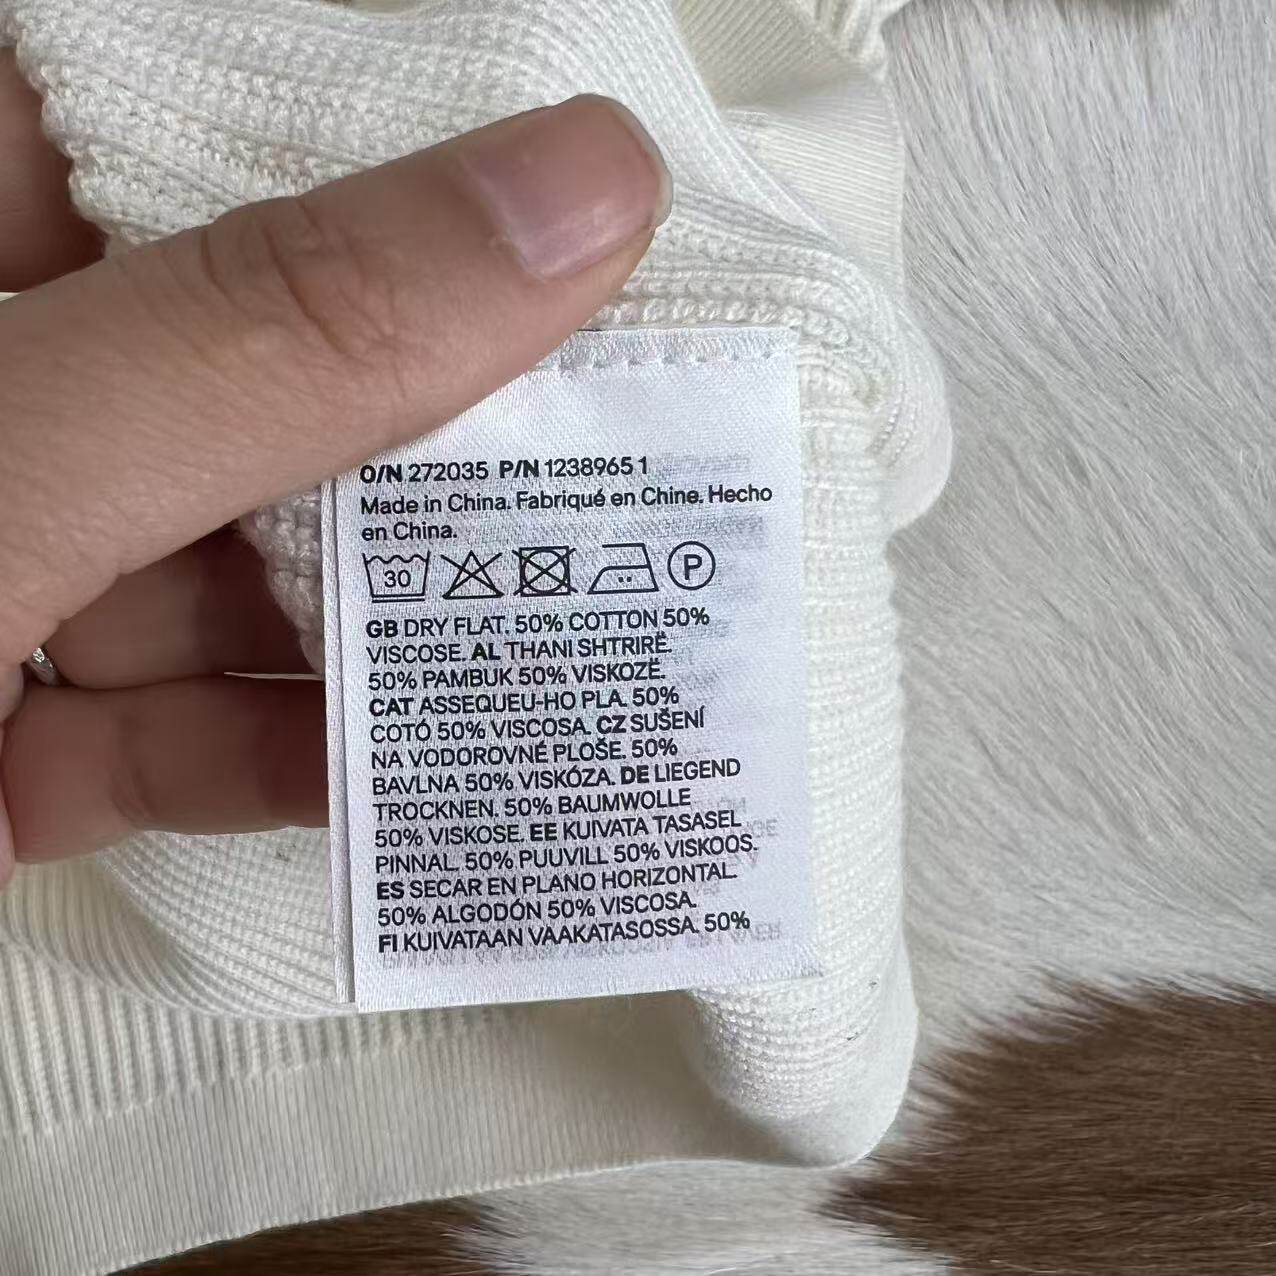 O/N 272035 P/N 1238965 1
Made in China. Fabriqué en Chine. Hecho
en China.
30 P
GB DRY FLAT. 50% COTTON 50%
VISCOSE. AL THANI SHTRIRË.
50% PAMBUK 50% VISKOZË.
CAT ASSEQUEU-HO PLA. 50%
COTÓ 50% VISCOSA. CZ SUŠENÍ
NA VODOROVNÉ PLOŠE. 50%
BAVLNA 50% VISKÓZA. DE LIEGEND
TROCKNEN. 50% BAUMWOLLE
50% VISKOSE. EE KUIVATA TASASEL
PINNAL. 50% PUUVILL 50% VISKOOS.
ES SECAR EN PLANO HORIZONTAL.
50% ALGODÓN 50% VISCOSA.
FI KUIVATAAN VAAKATASOSSA. 50%